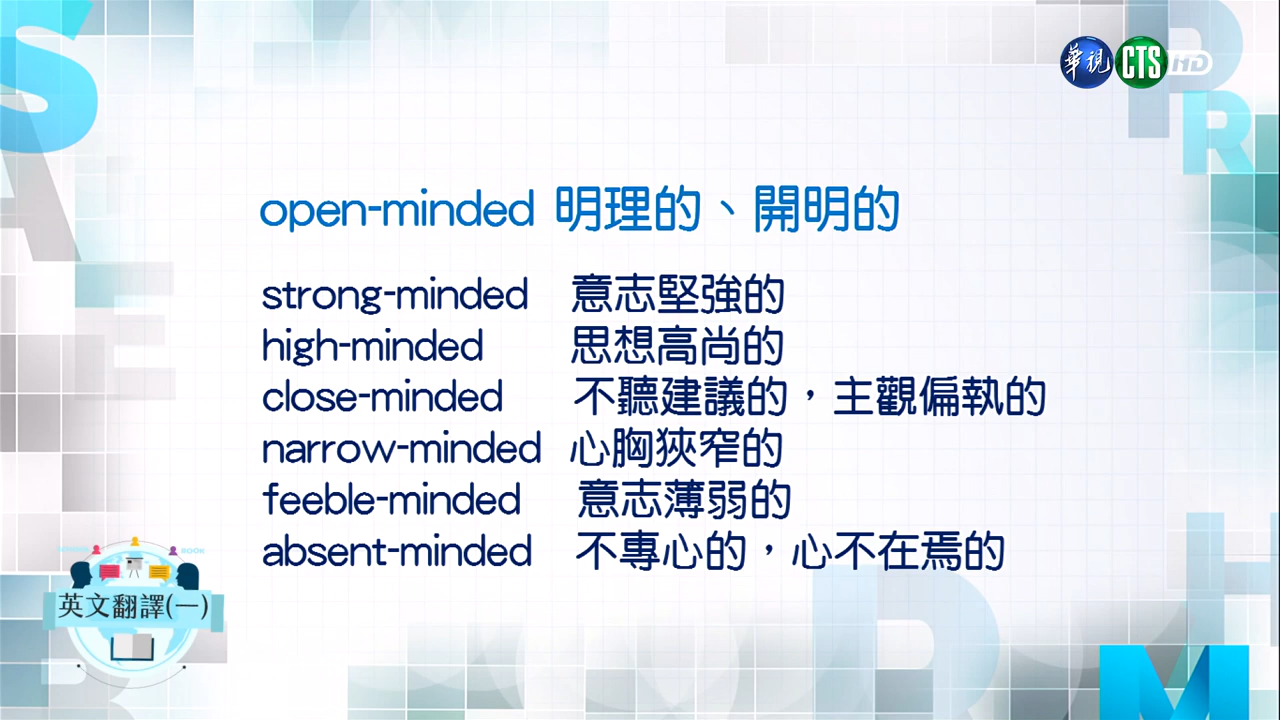 華視 CTS HD
open-minded 明理的、開明的
strong-minded 意志堅強的
high-minded 思想高尚的
close-minded 不聽建議的，主觀偏執的
narrow-minded 心胸狹窄的
feeble-minded 意志薄弱的
absent-minded 不專心的，心不在焉的
BOOK
英文翻譯(一)